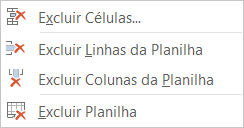 Excluir Células...
Excluir Linhas da Planilha
Excluir Colunas da Planilha
Excluir Planilha